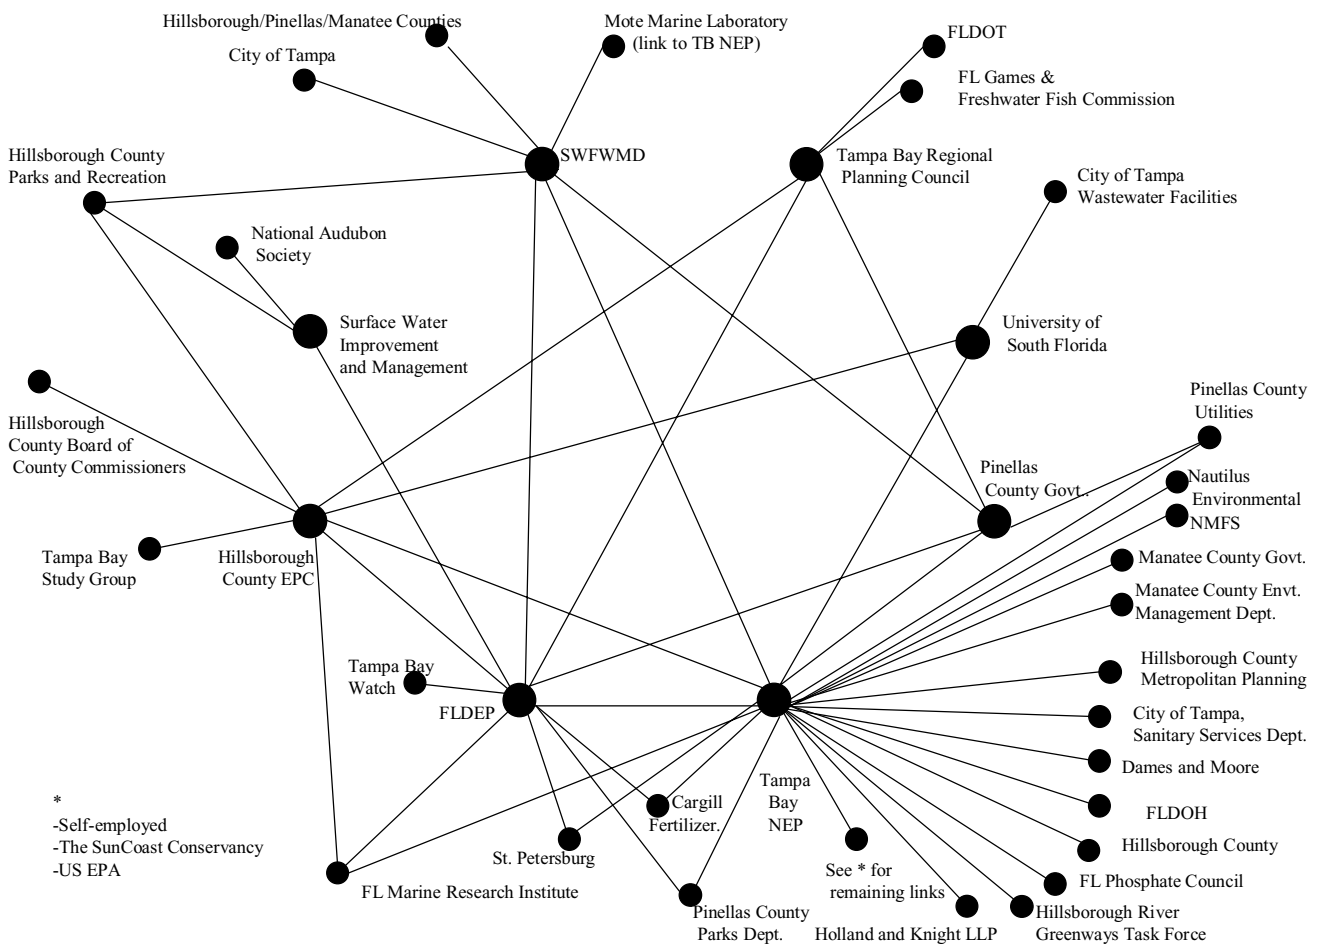 Hillsborough/Pinellas/Manatee Counties
Mote Marine Laboratory
(link to TB NEP)
FLDOT
City of Tampa
FL Games &
Freshwater Fish Commission
Hillsborough County
Parks and Recreation
SWFWMD
Tampa Bay Regional
Planning Council
City of Tampa
Wastewater Facilities
National Audubon
Society
Surface Water
Improvement
and Management
University of
South Florida
Pinellas County
Utilities
Hillsborough
County Board of
County Commissioners
Pinellas
County Govt..
Nautilus
Environmental
NMFS
Tampa Bay
Study Group
Hillsborough
County EPC
Manatee County Govt.
Manatee County Envt.
Management Dept.
Tampa Bay
Watch
FLDEP
Hillsborough County
Metropolitan Planning
City of Tampa,
Sanitary Services Dept.
Dames and Moore
Tampa
Bay
NEP
Cargill
Fertilizer.
FLDOH
*
-Self-employed
-The SunCoast Conservancy
-US EPA
St. Petersburg
Hillsborough County
See * for
remaining links
FL Marine Research Institute
FL Phosphate Council
Pinellas County
Parks Dept.
Holland and Knight LLP
Hillsborough River
Greenways Task Force